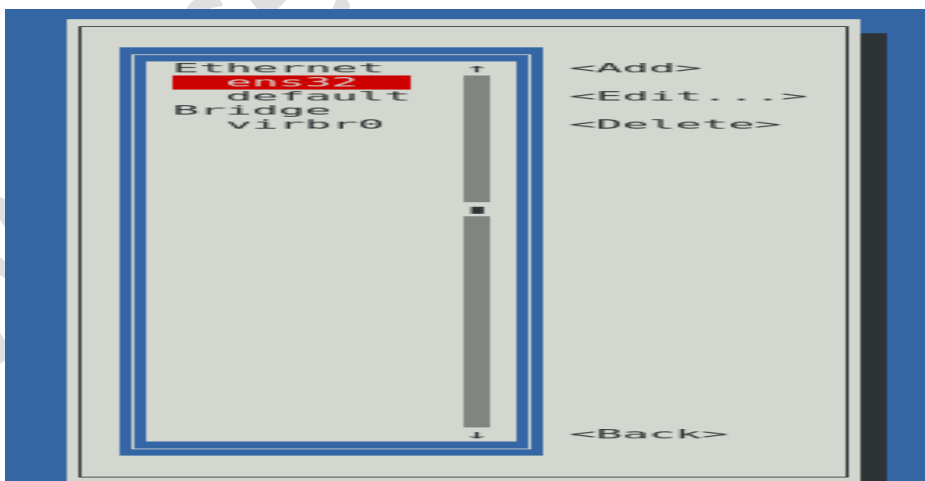 Ethernet ↑ <Add>
ens32
default <Edit...>
Bridge
virbr0 <Delete>
↓ <Back>